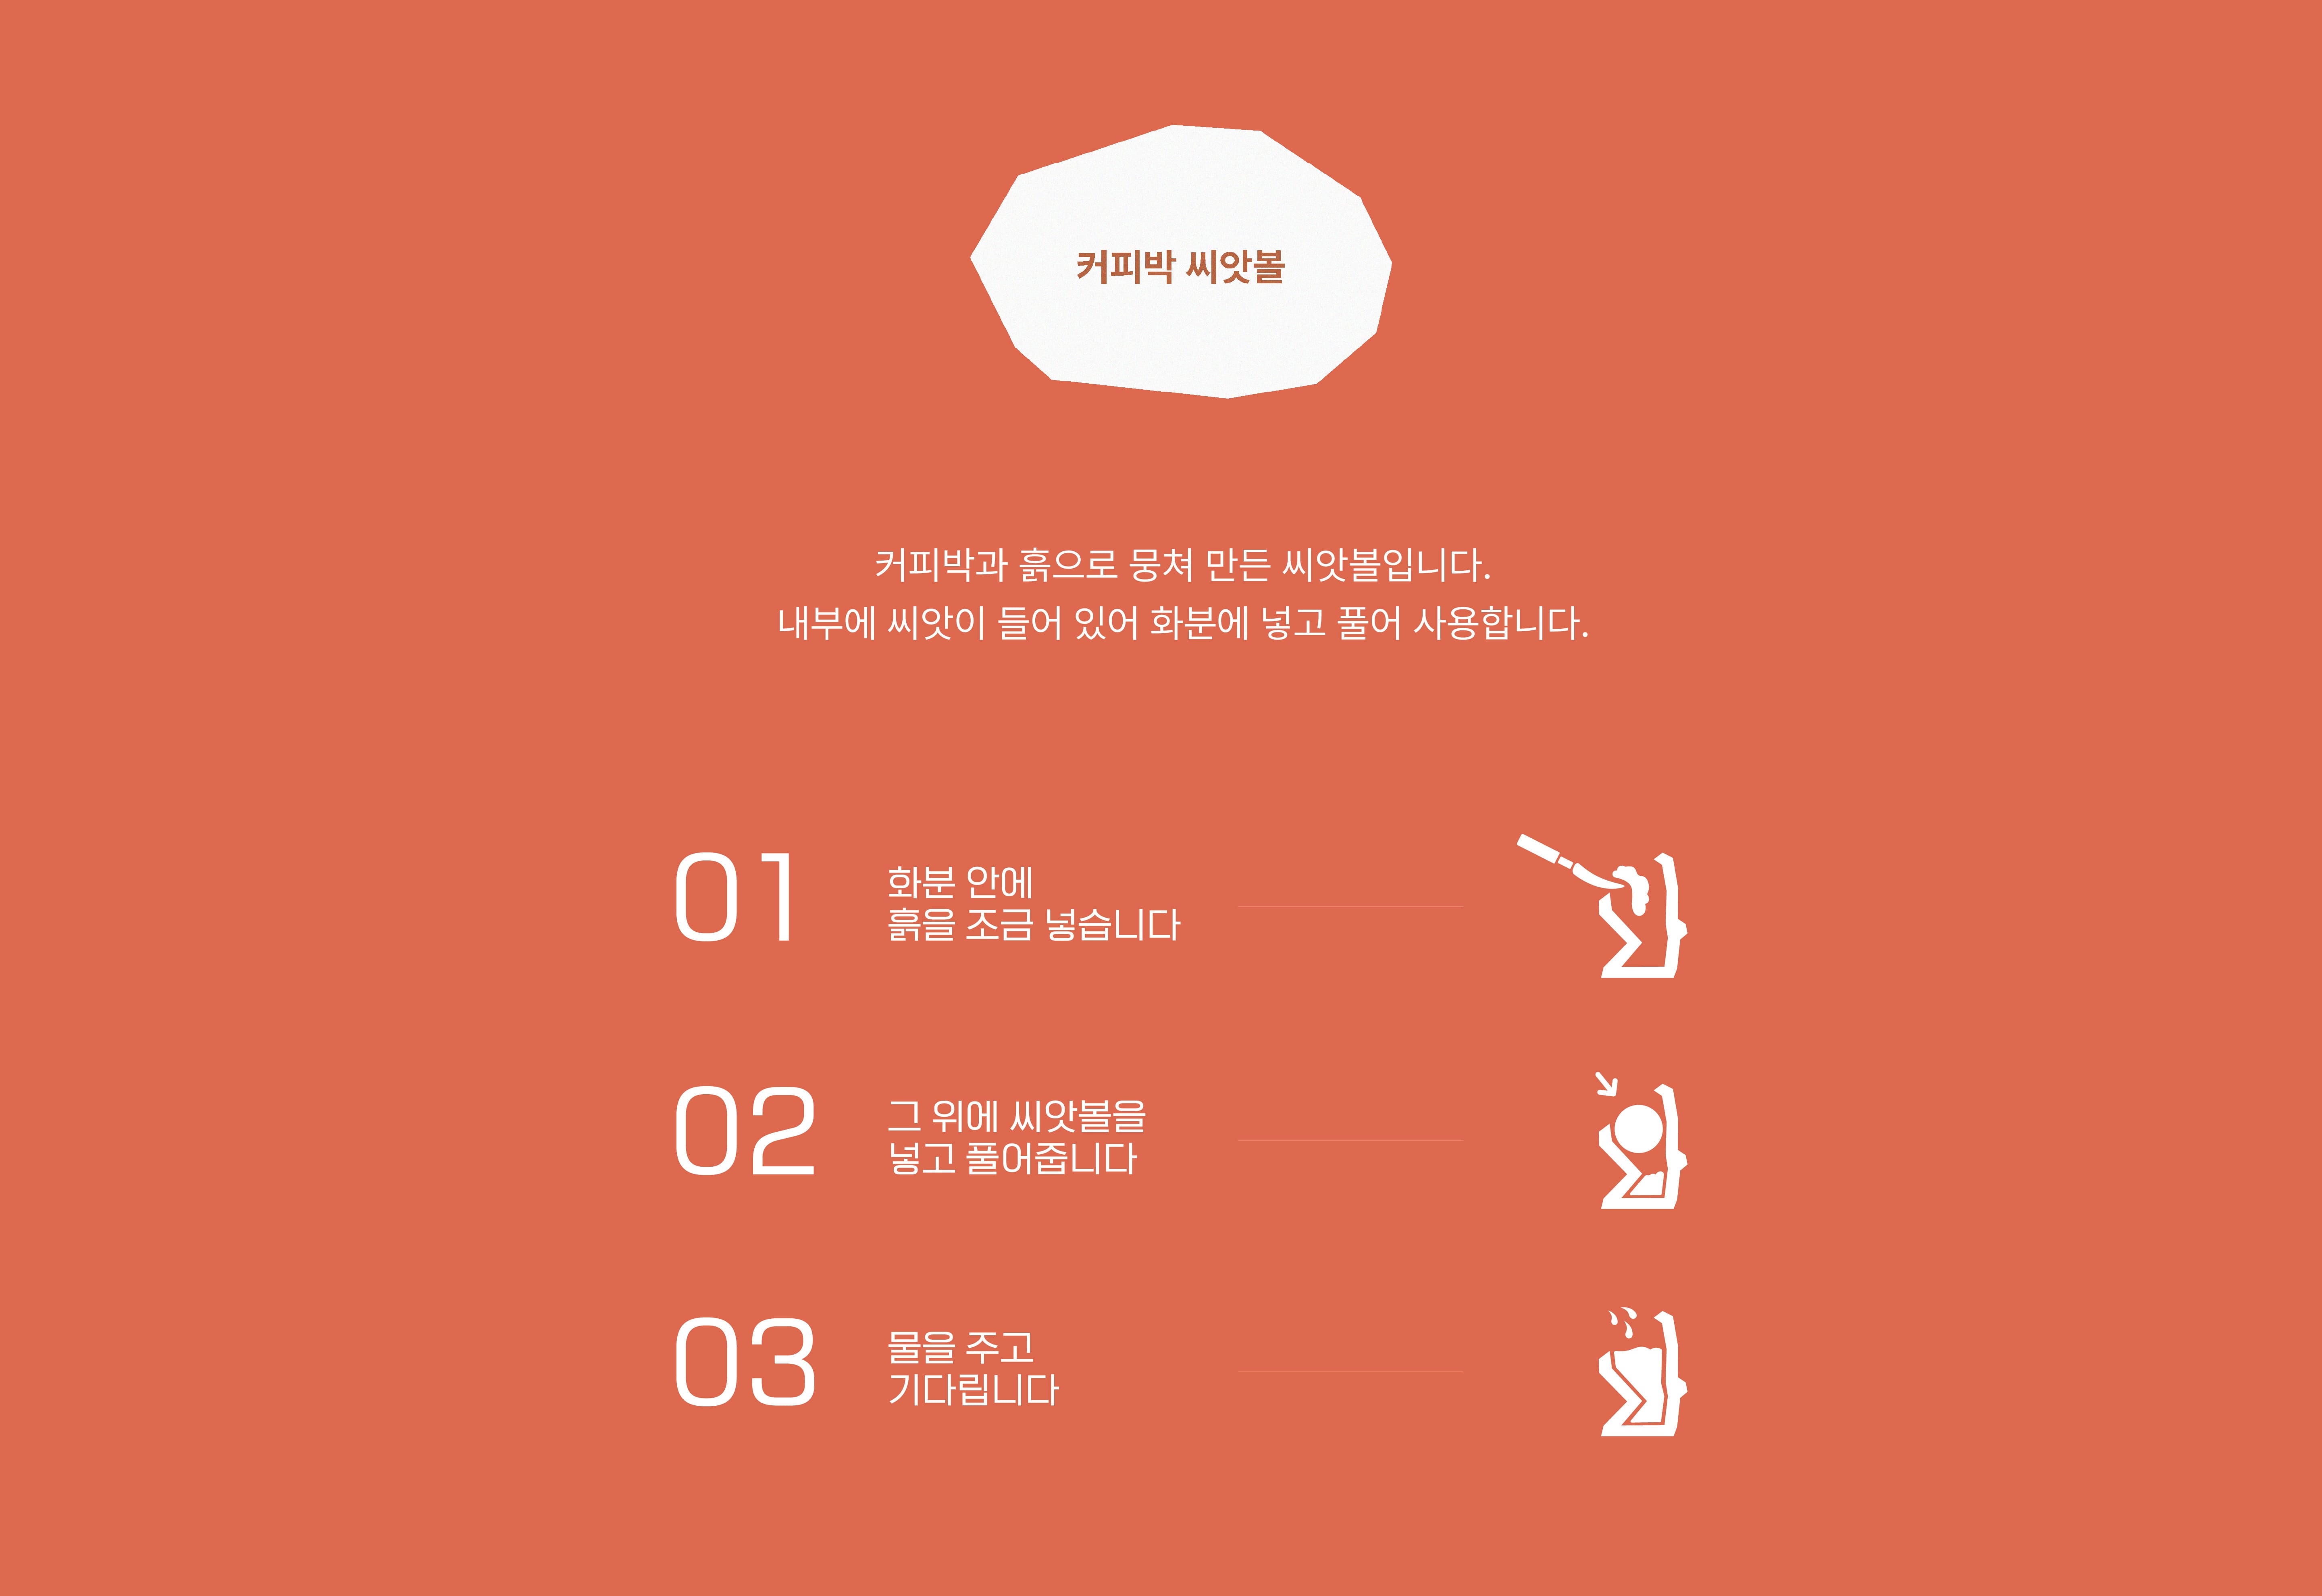 커피박 씨앗볼
커피박과 흙으로 뭉쳐 만든 씨앗볼입니다.
내부에 씨앗이 들어 있어 화분에 넣고 풀어 사용합니다.
01
화분 안에
흙을 조금 넣습니다
02
그 위에 씨앗볼을
넣고 풀어줍니다
03
물을 주고
기다립니다